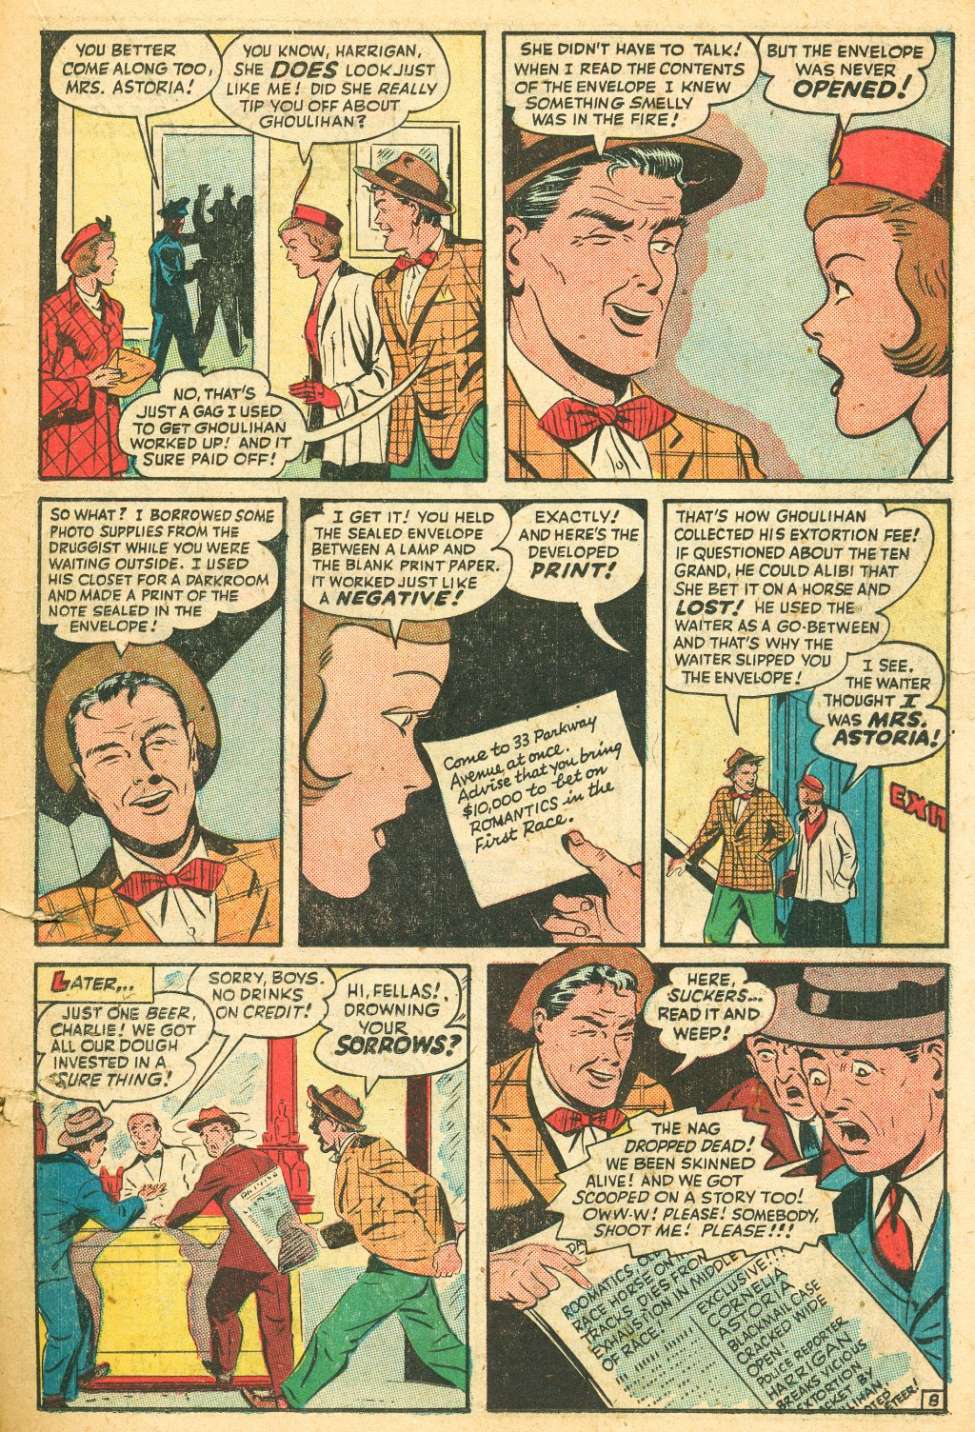 YOU BETTER
COME ALONG TOO,
MRS. ASTORIA!
YOU KNOW, HARRIGAN,
SHE DOES LOOK JUST
LIKE ME! DID SHE REALLY
TIP YOU OFF ABOUT
GHOULIHAN?
NO, THAT'S
JUST A GAG I USED
TO GET GHOULIHAN
WORKED UP! AND IT
SURE PAID OFF!
SHE DIDN'T HAVE TO TALK!
WHEN I READ THE CONTENTS
OF THE ENVELOPE I KNEW
SOMETHING SMELLY
WAS IN THE FIRE!
BUT THE ENVELOPE
WAS NEVER
OPENED!
SO WHAT? I BORROWED SOME
PHOTO SUPPLIES FROM THE
DRUGGIST WHILE YOU WERE
WAITING OUTSIDE. I USED
HIS CLOSET FOR A DARKROOM
AND MADE A PRINT OF THE
NOTE SEALED IN THE
ENVELOPE!
I GET IT! YOU HELD
THE SEALED ENVELOPE
BETWEEN A LAMP AND
THE BLANK PRINT PAPER.
IT WORKED JUST LIKE
A NEGATIVE!
EXACTLY!
AND HERE'S THE
DEVELOPED
PRINT!
Come to 33 Parkway
Avenue at once.
Advise that you bring
$10,000 to bet on
ROMANTICS in the
First Race.
THAT'S HOW GHOULIHAN
COLLECTED HIS EXTORTION FEE!
IF QUESTIONED ABOUT THE TEN
GRAND, HE COULD ALIBI THAT
SHE BET IT ON A HORSE AND
LOST! HE USED THE
WAITER AS A GO-BETWEEN
AND THAT'S WHY THE
WAITER SLIPPED YOU
THE ENVELOPE!
I SEE.
THE WAITER
THOUGHT I
WAS MRS.
ASTORIA!
EXIT
LATER,..
JUST ONE BEER,
CHARLIE! WE GOT
ALL OUR DOUGH
INVESTED IN A
SURE THING!
SORRY, BOYS.
NO DRINKS
ON CREDIT!
HI, FELLAS!
DROWNING
YOUR
SORROWS?
HERE,
SUCKERS...
READ IT AND
WEEP!
THE NAG
DROPPED DEAD!
WE BEEN SKINNED
ALIVE! AND WE GOT
SCOOPED ON A STORY TOO!
OWW-W! PLEASE! SOMEBODY,
SHOOT ME! PLEASE!!!
RACE HORSE ON
TRACKS, DIES FROM
EXHAUSTION IN MIDDLE
OF RACE!
EXCLUSIVE!!!
CORNELIA
ASTORIA
BLACKMAIL CASE
CRACKED WIDE
OPEN!
POLICE REPORTER
HARRIGAN
BREAKS VICIOUS
EXTORTION
8